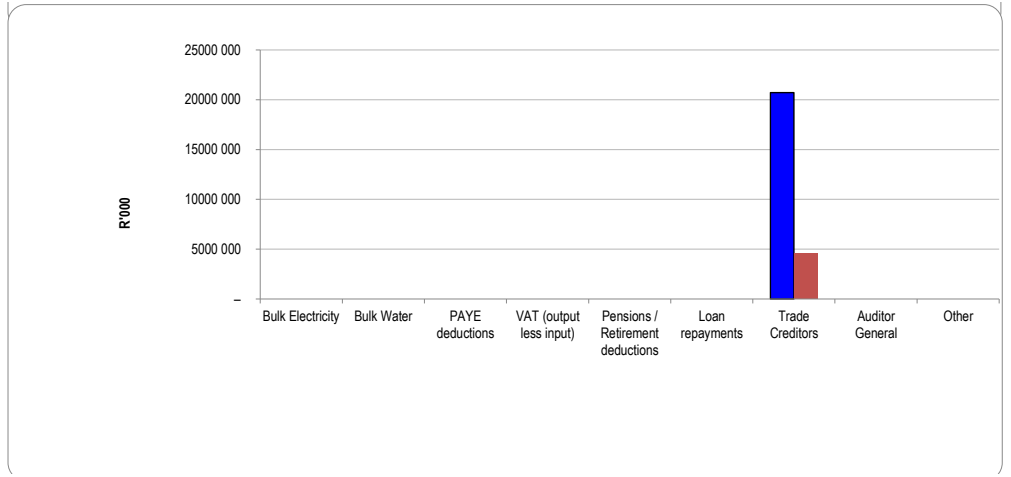 25000 000
20000 000
15000 000
10000 000
5000 000
–
R'000
Bulk Electricity
Bulk Water
PAYE
deductions
VAT (output
less input)
Pensions /
Retirement
deductions
Loan
repayments
Trade
Creditors
Auditor
General
Other